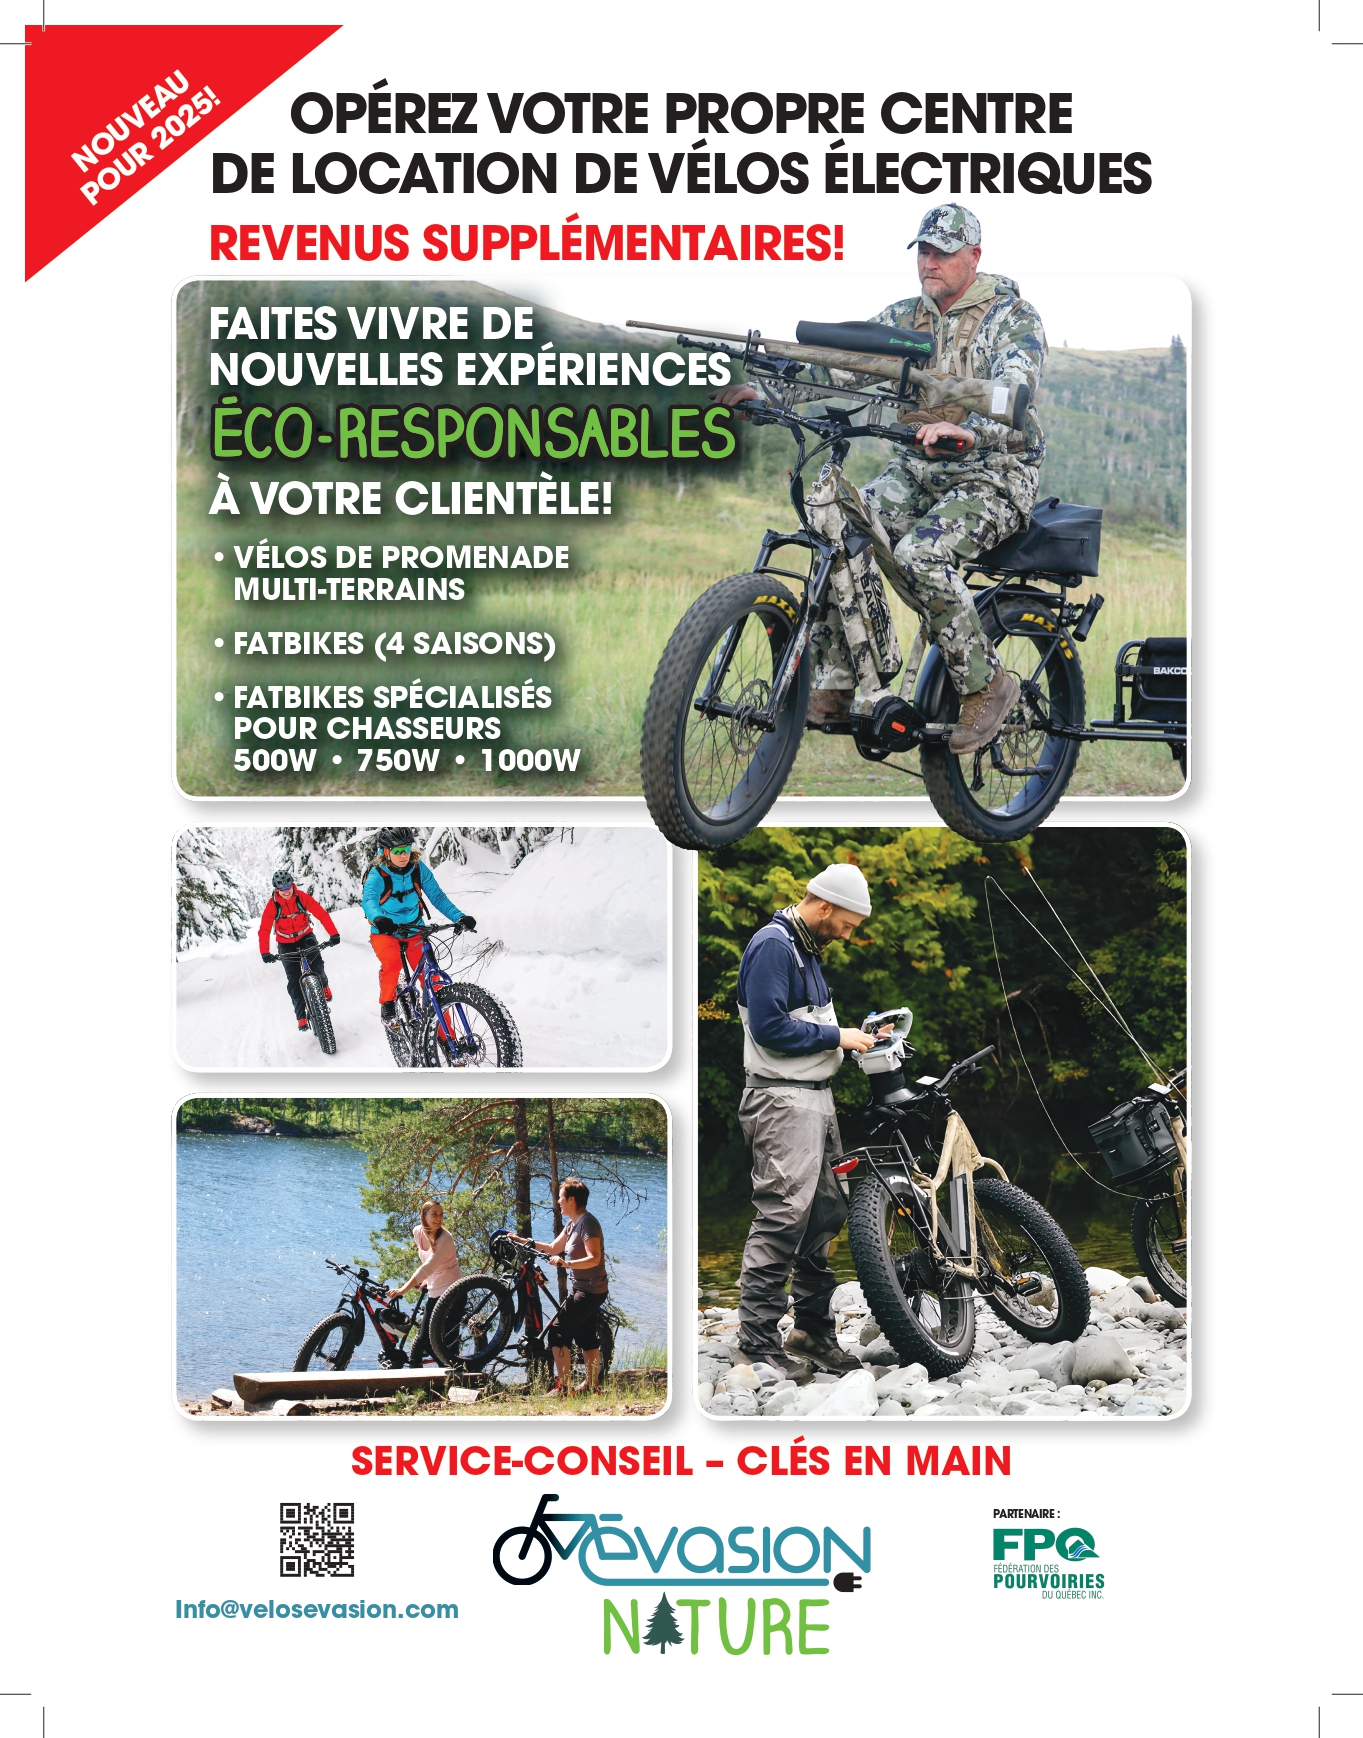 NOUVEAU
POUR 2025!
OPÉREZ VOTRE PROPRE CENTRE
DE LOCATION DE VÉLOS ÉLECTRIQUES
REVENUS SUPPLÉMENTAIRES!
FAITES VIVRE DE
NOUVELLES EXPÉRIENCES
ÉCO-RESPONSABLES
À VOTRE CLIENTÈLE!
• VÉLOS DE PROMENADE
MULTI-TERRAINS
• FATBIKES (4 SAISONS)
• FATBIKES SPÉCIALISÉS
POUR CHASSEURS
500W • 750W • 1000W
MAXX
BAKCO
SERVICE-CONSEIL – CLÉS EN MAIN
Info@velosevasion.com
évasion
NATURE
PARTENAIRE :
FPQ
FÉDÉRATION DES
POURVOIRIES
DU QUÉBEC INC.